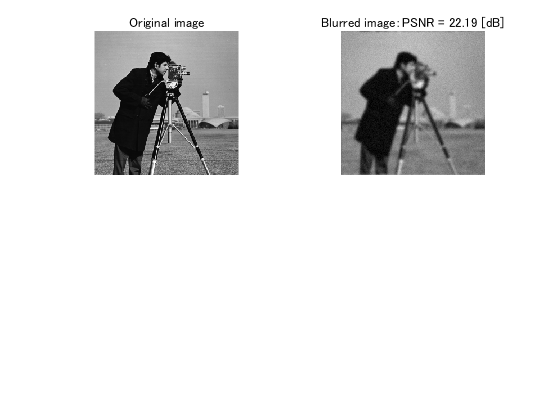 Original image
Blurred image: PSNR = 22.19 [dB]